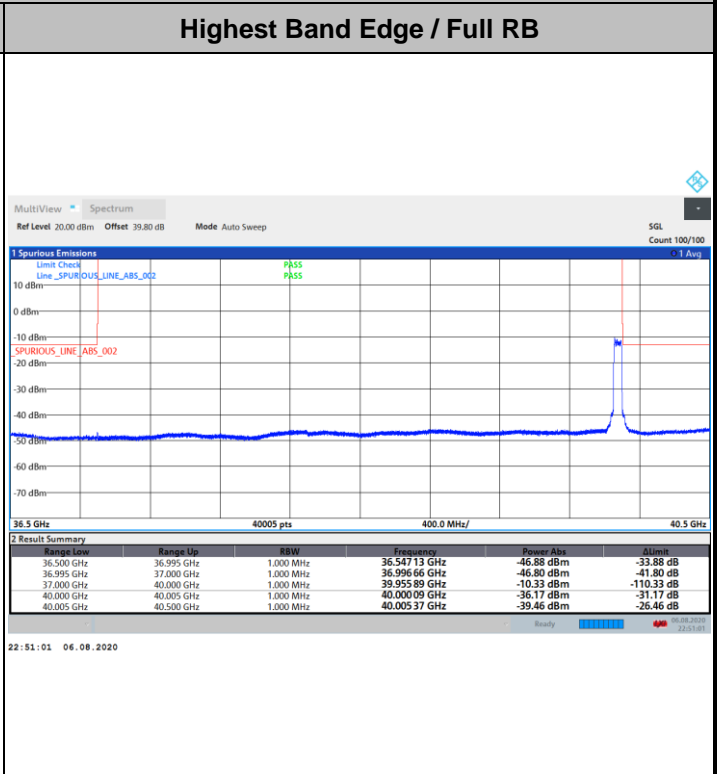 Highest Band Edge / Full RB
MultiView Spectrum
Ref Level 20.00 dBm Offset 39.80 dB Mode Auto Sweep SGL
Count 100/100
1 Spurious Emissions 1 Avg
Limit Check PASS
Line _SPURIOUS_LINE_ABS_002 PASS
10 dBm
0 dBm
-10 dBm
_SPURIOUS_LINE_ABS_002
-20 dBm
-30 dBm
-40 dBm
-50 dBm
-60 dBm
-70 dBm
36.5 GHz 40005 pts 400.0 MHz/ 40.5 GHz
2 Result Summary
Range Low Range Up RBW Frequency Power Abs ΔLimit
36.500 GHz 36.995 GHz 1.000 MHz 36.547 13 GHz -46.88 dBm -33.88 dB
36.995 GHz 37.000 GHz 1.000 MHz 36.996 66 GHz -46.80 dBm -41.80 dB
37.000 GHz 40.000 GHz 1.000 MHz 39.955 89 GHz -10.33 dBm -110.33 dB
40.000 GHz 40.005 GHz 1.000 MHz 40.000 09 GHz -36.17 dBm -31.17 dB
40.005 GHz 40.500 GHz 1.000 MHz 40.005 37 GHz -39.46 dBm -26.46 dB
Ready 06.08.2020
22:51:01
22:51:01 06.08.2020